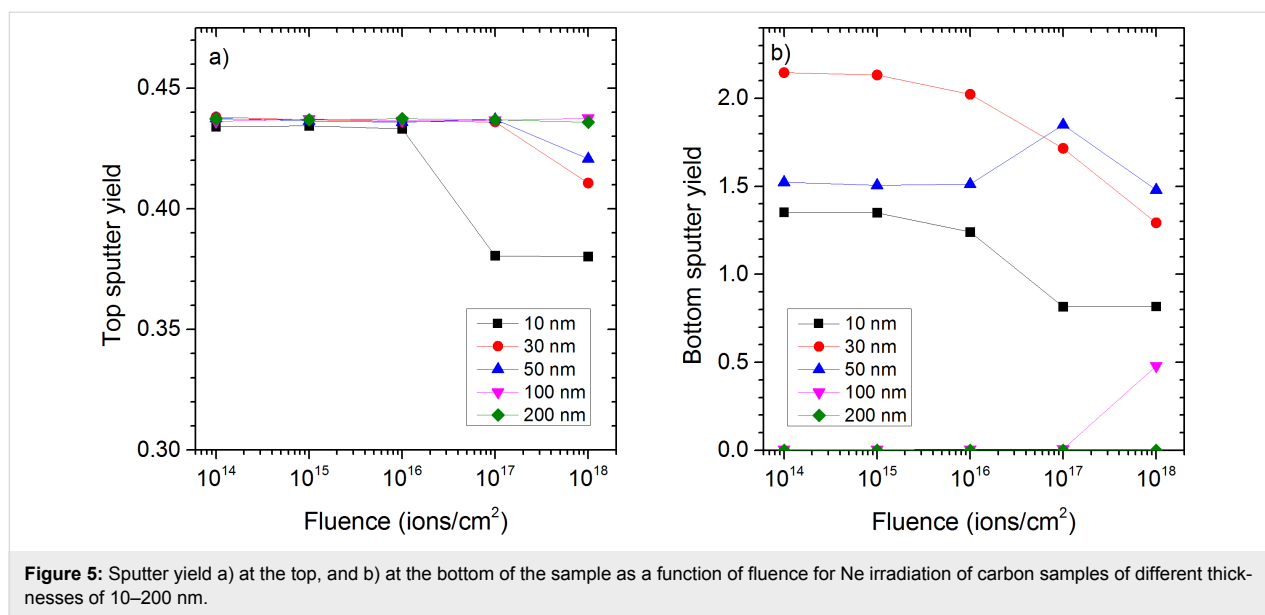 a)
0.45
0.40
0.35
0.30
Top sputter yield
10 nm
30 nm
50 nm
100 nm
200 nm
10^14 10^15 10^16 10^17 10^18
Fluence (ions/cm²)
b)
2.0
1.5
1.0
0.5
0.0
Bottom sputter yield
10 nm
30 nm
50 nm
100 nm
200 nm
10^14 10^15 10^16 10^17 10^18
Fluence (ions/cm²)
Figure 5: Sputter yield a) at the top, and b) at the bottom of the sample as a function of fluence for Ne irradiation of carbon samples of different thick-
nesses of 10–200 nm.